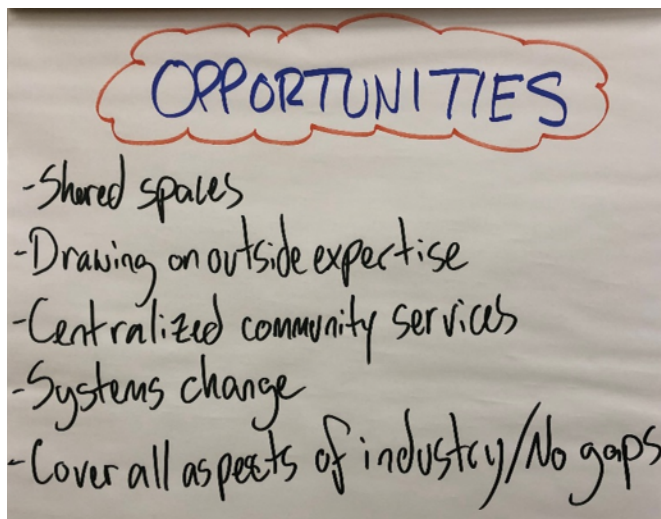 OPPORTUNITIES
-Shared spaces
-Drawing on outside expertise
-Centralized community services
-Systems change
-Cover all aspects of industry/No gaps